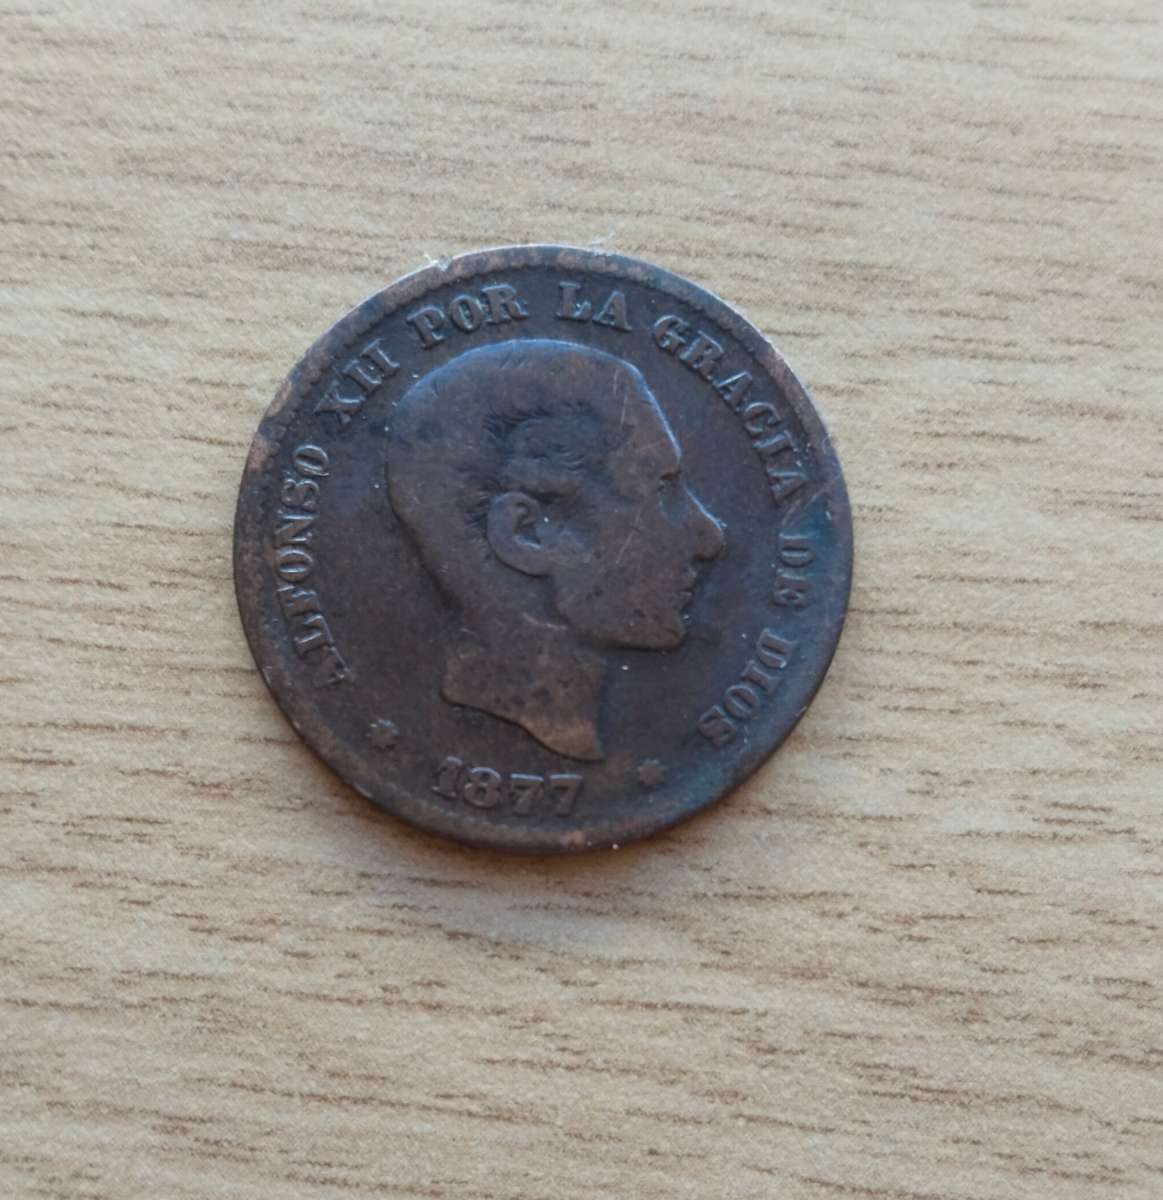 ALFONSO XII POR LA GRACIA DE DIOS
* 1877 *